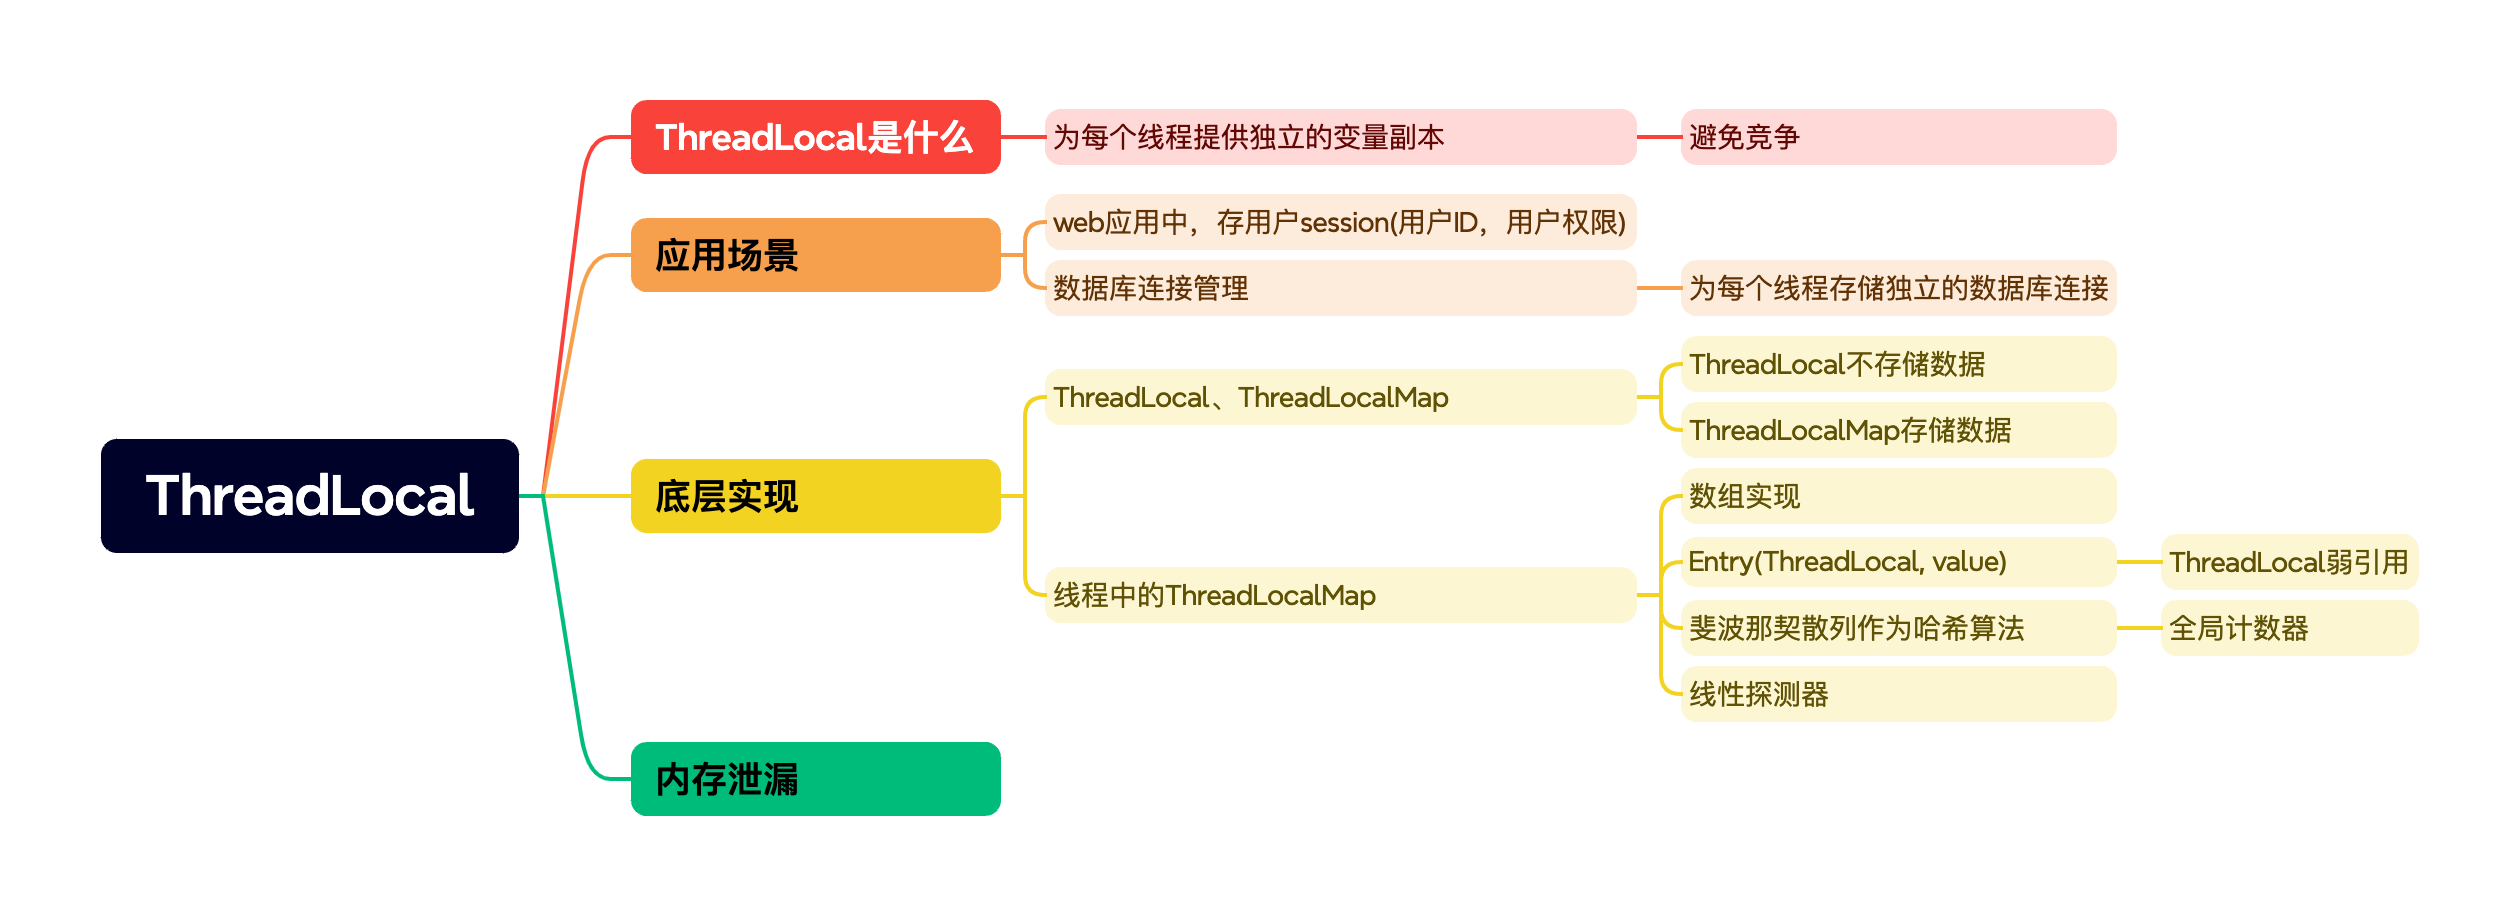 ThreadLocal
ThreadLocal是什么
为每个线程提供独立的变量副本
避免竞争
应用场景
web应用中，存用户session(用户ID，用户权限)
数据库连接管理
为每个线程存储独立的数据库连接
底层实现
ThreadLocal、ThreadLocalMap
ThreadLocal不存储数据
ThreadLocalMap存储数据
线程中的ThreadLocalMap
数组实现
Entry(ThreadLocal, value)
ThreadLocal弱引用
斐波那契散列作为哈希算法
全局计数器
线性探测器
内存泄漏